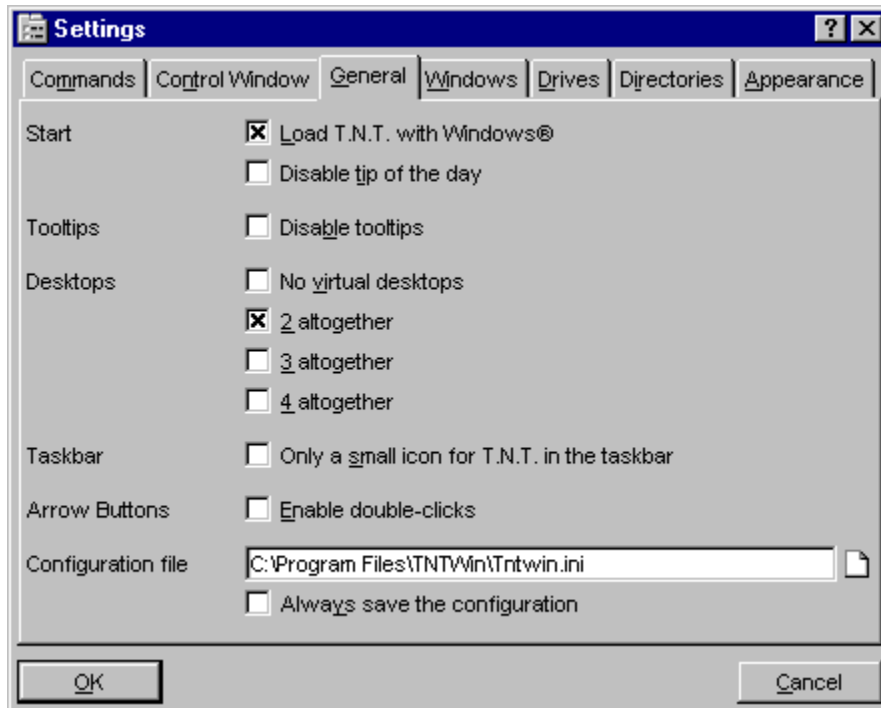 Settings
Commands Control Window General Windows Drives Directories Appearance
Start Load T.N.T. with Windows®
Disable tip of the day
Tooltips Disable tooltips
Desktops No virtual desktops
2 altogether
3 altogether
4 altogether
Taskbar Only a small icon for T.N.T. in the taskbar
Arrow Buttons Enable double-clicks
Configuration file C:\Program Files\TNTWin\Tntwin.ini
Always save the configuration
OK Cancel